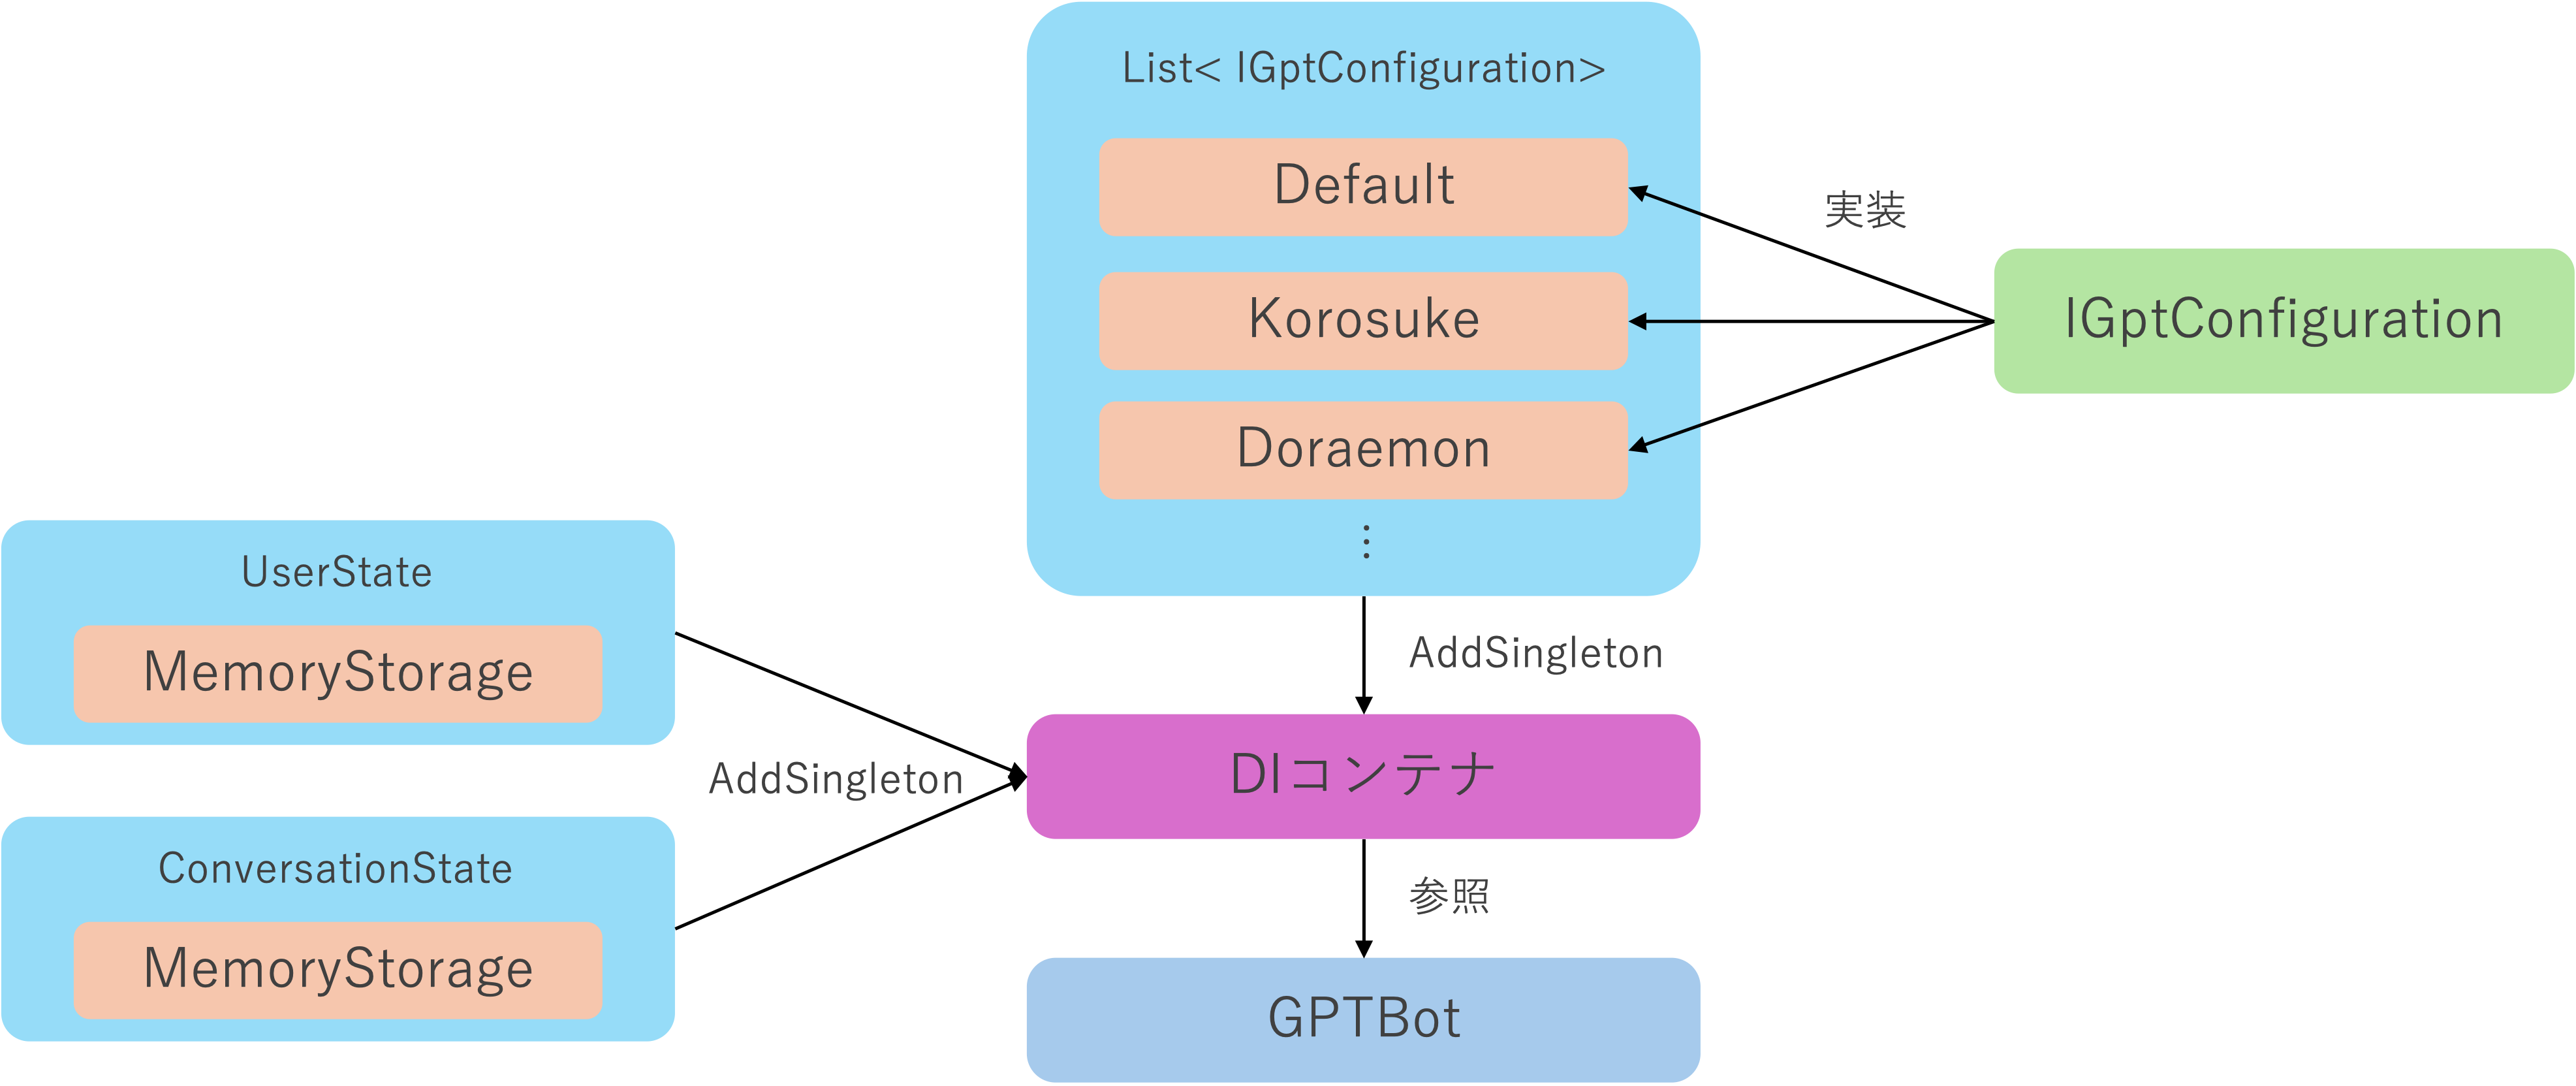 List< IGptConfiguration>
Default
Korosuke
Doraemon
⋮
実装
IGptConfiguration
UserState
MemoryStorage
AddSingleton
ConversationState
MemoryStorage
AddSingleton
DIコンテナ
参照
GPTBot